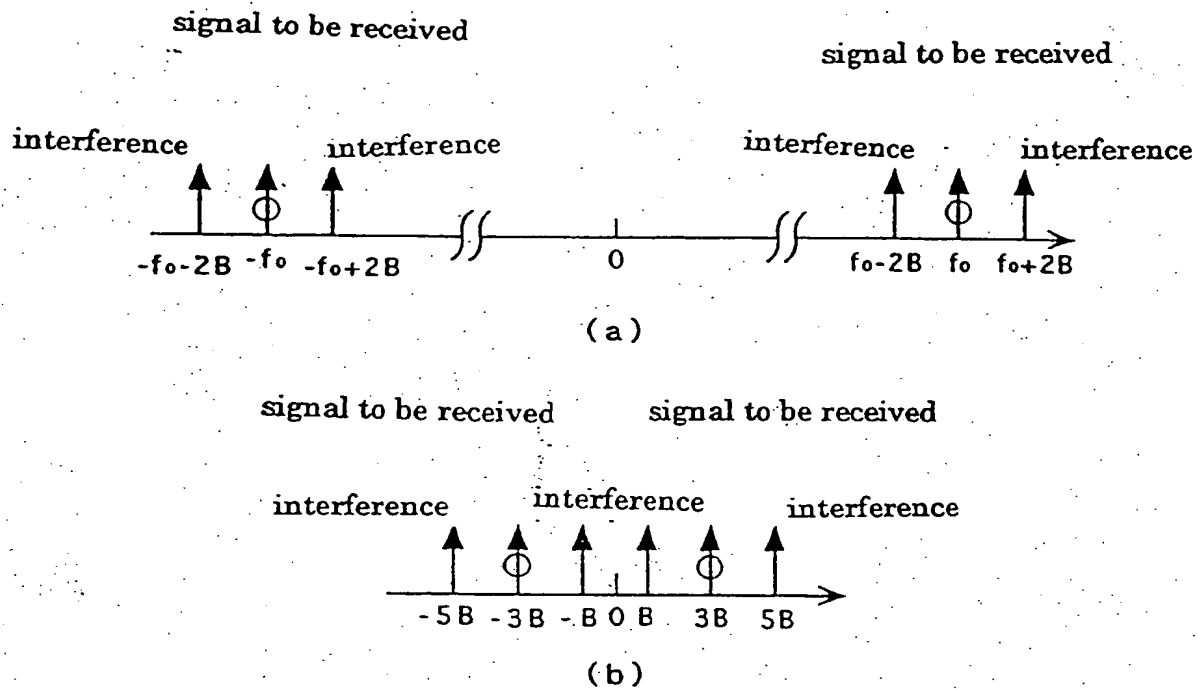 signal to be received
signal to be received
interference
interference
interference
interference
-fo-2B -fo -fo+2B 0 fo-2B fo fo+2B
(a)
signal to be received signal to be received
interference interference interference
-5B -3B -B 0 B 3B 5B
(b)